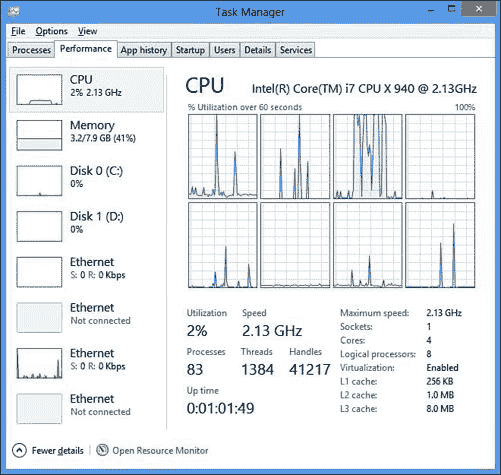 Task Manager
File Options View
Processes Performance App history Startup Users Details Services
CPU
2% 2.13 GHz
Memory
3.2/7.9 GB (41%)
Disk 0 (C:)
0%
Disk 1 (D:)
0%
Ethernet
S: 0 R: 0 Kbps
Ethernet
Not connected
Ethernet
S: 0 R: 0 Kbps
Ethernet
Not connected
CPU Intel(R) Core(TM) i7 CPU X 940 @ 2.13GHz
% Utilization over 60 seconds 100%
Utilization Speed
2% 2.13 GHz
Processes Threads Handles
83 1384 41217
Up time
0:01:01:49
Maximum speed: 2.13 GHz
Sockets: 1
Cores: 4
Logical processors: 8
Virtualization: Enabled
L1 cache: 256 KB
L2 cache: 1.0 MB
L3 cache: 8.0 MB
Fewer details Open Resource Monitor